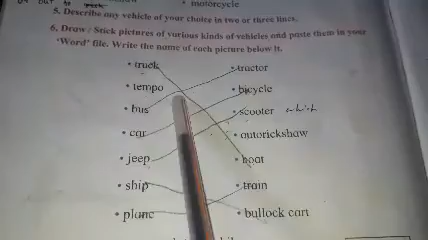 • motorcycle
5. Describe any vehicle of your choice in two or three lines.
6. Draw / Stick pictures of various kinds of vehicles and paste them in your
'Word' file. Write the name of each picture below it.
• truck • tractor
• tempo • bicycle
• bus • scooter
• car • autorickshaw
• jeep • boat
• ship • train
• plane • bullock cart